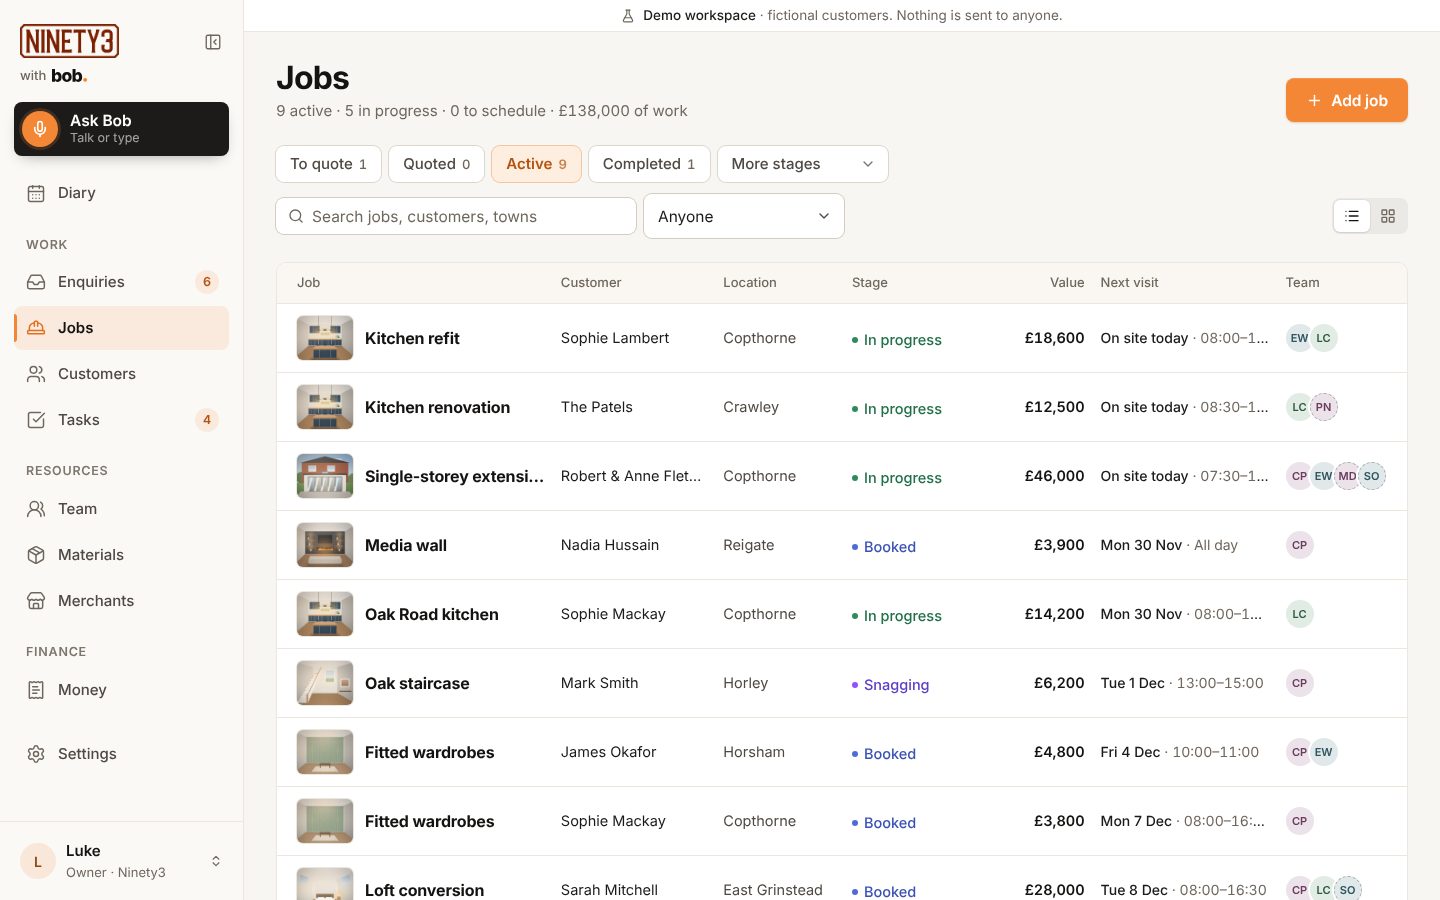 NINETY3
with bob.
Ask Bob
Talk or type
Diary
WORK
Enquiries 6
Jobs
Customers
Tasks 4
RESOURCES
Team
Materials
Merchants
FINANCE
Money
Settings
L
Luke
Owner · Ninety3
Demo workspace · fictional customers. Nothing is sent to anyone.
Jobs
9 active · 5 in progress · 0 to schedule · £138,000 of work
+ Add job
To quote 1
Quoted 0
Active 9
Completed 1
More stages
Search jobs, customers, towns
Anyone
Job Customer Location Stage Value Next visit Team
Kitchen refit Sophie Lambert Copthorne In progress £18,600 On site today · 08:00–1... EW LC
Kitchen renovation The Patels Crawley In progress £12,500 On site today · 08:30–1... LC PN
Single-storey extensi... Robert & Anne Flet... Copthorne In progress £46,000 On site today · 07:30–1... CP EW MD SO
Media wall Nadia Hussain Reigate Booked £3,900 Mon 30 Nov · All day CP
Oak Road kitchen Sophie Mackay Copthorne In progress £14,200 Mon 30 Nov · 08:00–1... LC
Oak staircase Mark Smith Horley Snagging £6,200 Tue 1 Dec · 13:00–15:00 CP
Fitted wardrobes James Okafor Horsham Booked £4,800 Fri 4 Dec · 10:00–11:00 CP EW
Fitted wardrobes Sophie Mackay Copthorne Booked £3,800 Mon 7 Dec · 08:00–16:... CP
Loft conversion Sarah Mitchell East Grinstead Booked £28,000 Tue 8 Dec · 08:00–16:30 CP LC SO